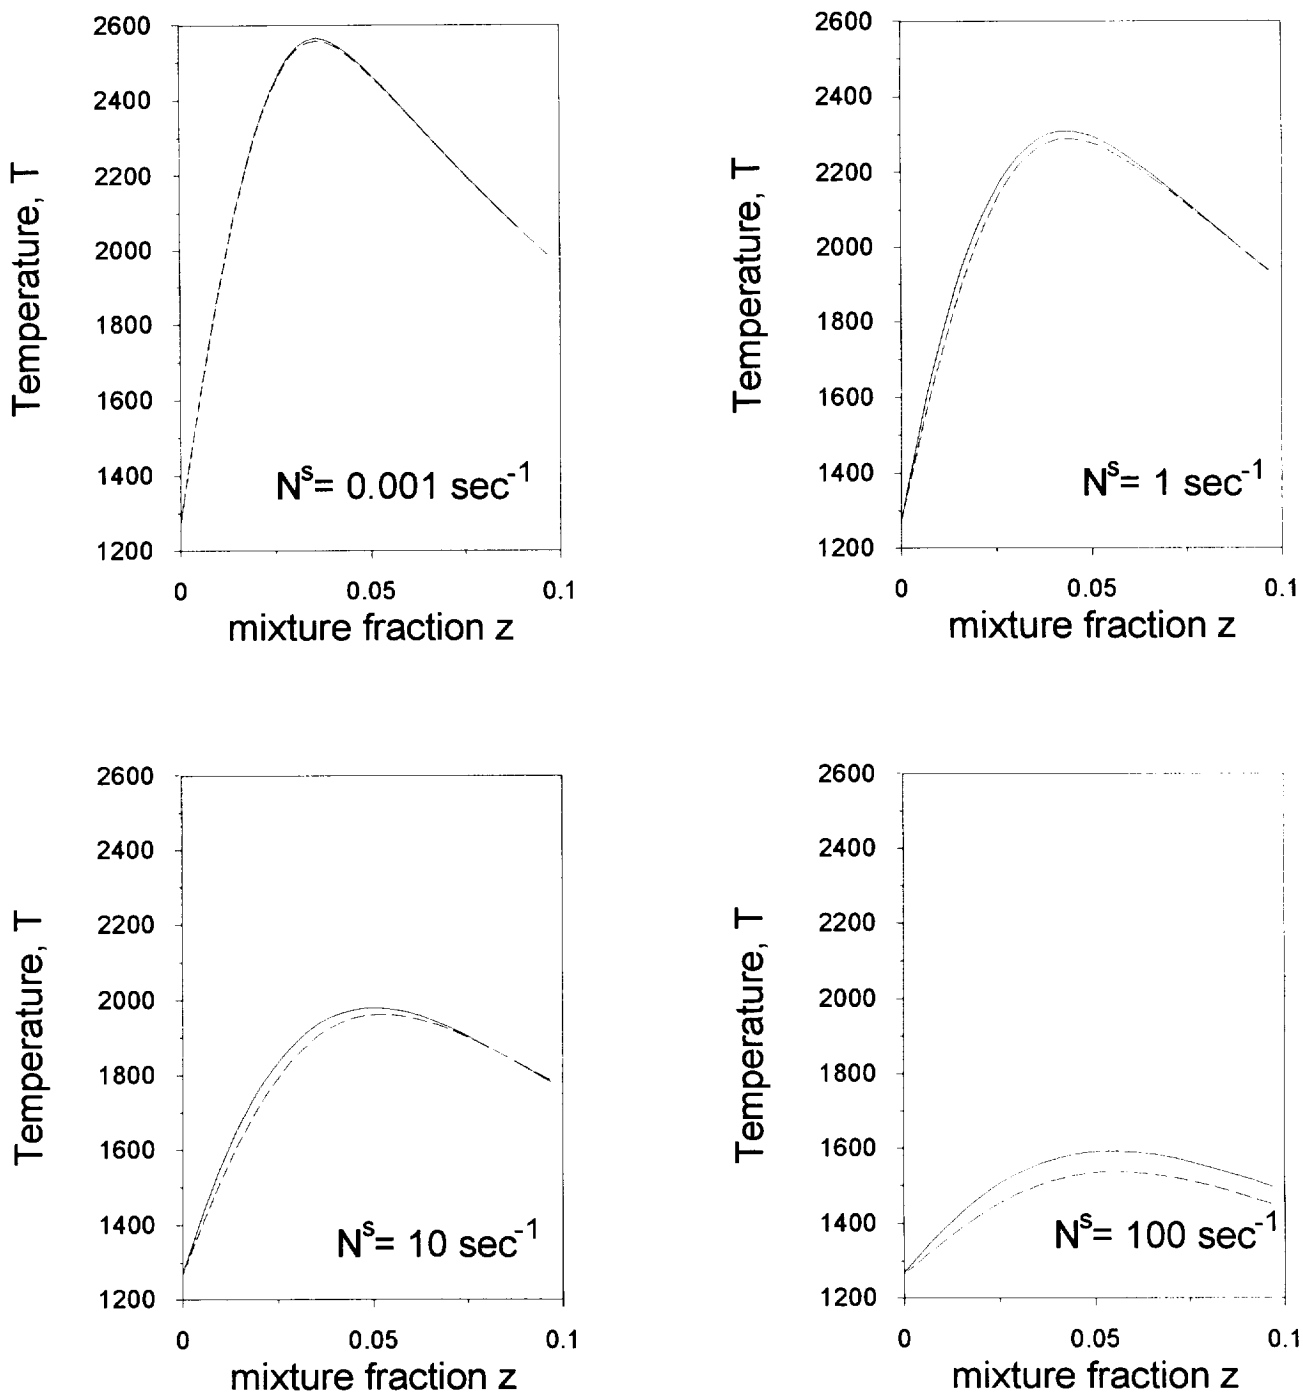 2600
2400
2200
2000
1800
1600
1400
1200
Temperature, T
N^s= 0.001 sec^-1
0 0.05 0.1
mixture fraction z
2600
2400
2200
2000
1800
1600
1400
1200
Temperature, T
N^s= 1 sec^-1
0 0.05 0.1
mixture fraction z
2600
2400
2200
2000
1800
1600
1400
1200
Temperature, T
N^s= 10 sec^-1
0 0.05 0.1
mixture fraction z
2600
2400
2200
2000
1800
1600
1400
1200
Temperature, T
N^s= 100 sec^-1
0 0.05 0.1
mixture fraction z